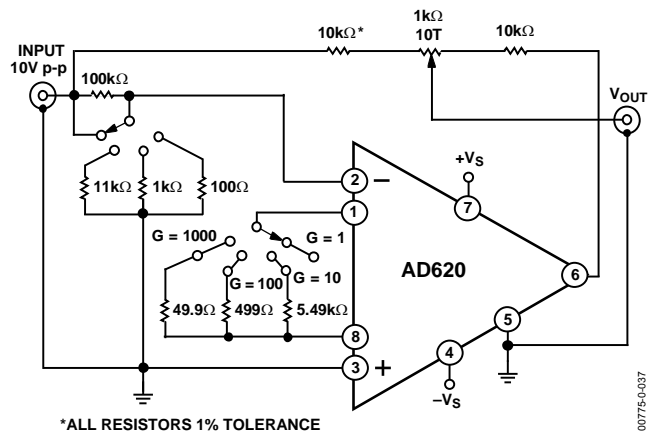 INPUT
10V p-p
100kΩ
10kΩ*
1kΩ
10T
10kΩ
VOUT
11kΩ
1kΩ
100Ω
+VS
2
–
1
7
G = 1000
G = 1
G = 100
G = 10
AD620
6
49.9Ω
499Ω
5.49kΩ
5
8
4
3
+
–VS
*ALL RESISTORS 1% TOLERANCE
00775-0-037